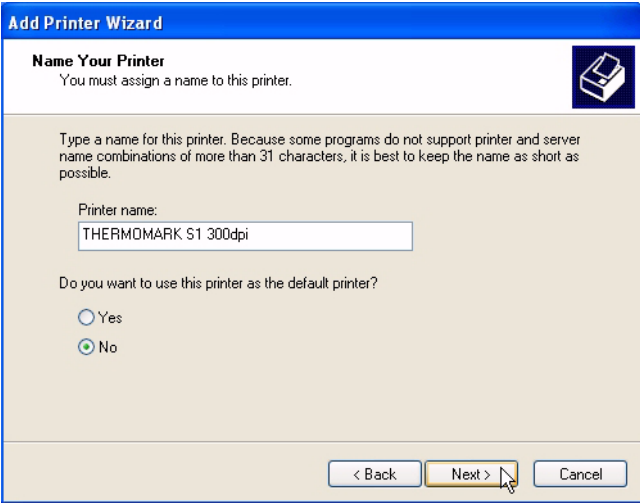 Add Printer Wizard
Name Your Printer
You must assign a name to this printer.
Type a name for this printer. Because some programs do not support printer and server
name combinations of more than 31 characters, it is best to keep the name as short as
possible.
Printer name:
THERMOMARK S1 300dpi
Do you want to use this printer as the default printer?
Yes
No
< Back Next > Cancel